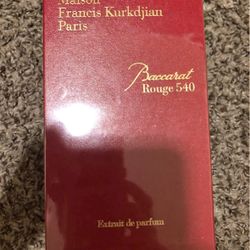 Maison
Francis Kurkdjian
Paris
Baccarat
Rouge 540
Extrait de parfum